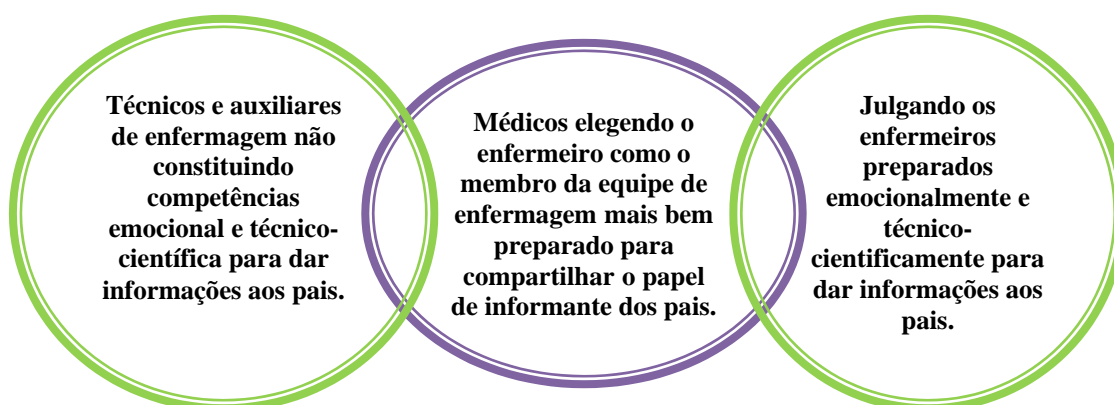 Técnicos e auxiliares
de enfermagem não
constituindo
competências
emocional e técnico-
científica para dar
informações aos pais.
Médicos elegendo o
enfermeiro como o
membro da equipe de
enfermagem mais bem
preparado para
compartilhar o papel
de informante dos pais.
Julgando os
enfermeiros
preparados
emocionalmente e
técnico-
cientificamente para
dar informações aos
pais.